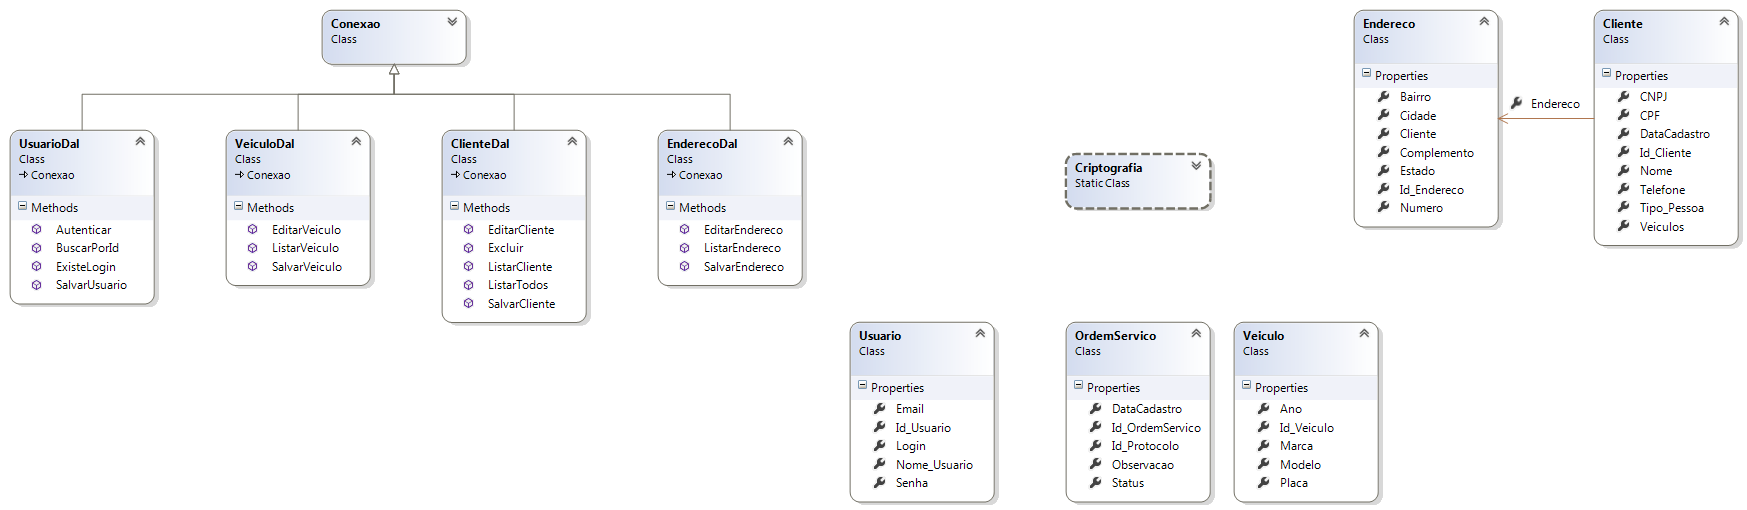 Conexao
Class
UsuarioDal
Class
Conexao
Methods
Autenticar
BuscarPorId
ExisteLogin
SalvarUsuario
VeiculoDal
Class
Conexao
Methods
EditarVeiculo
ListarVeiculo
SalvarVeiculo
ClienteDal
Class
Conexao
Methods
EditarCliente
Excluir
ListarCliente
ListarTodos
SalvarCliente
EnderecoDal
Class
Conexao
Methods
EditarEndereco
ListarEndereco
SalvarEndereco
Criptografia
Static Class
Endereco
Class
Properties
Bairro
Cidade
Cliente
Complemento
Estado
Id_Endereco
Numero
Endereco
Cliente
Class
Properties
CNPJ
CPF
DataCadastro
Id_Cliente
Nome
Telefone
Tipo_Pessoa
Veiculos
Usuario
Class
Properties
Email
Id_Usuario
Login
Nome_Usuario
Senha
OrdemServico
Class
Properties
DataCadastro
Id_OrdemServico
Id_Protocolo
Observacao
Status
Veiculo
Class
Properties
Ano
Id_Veiculo
Marca
Modelo
Placa